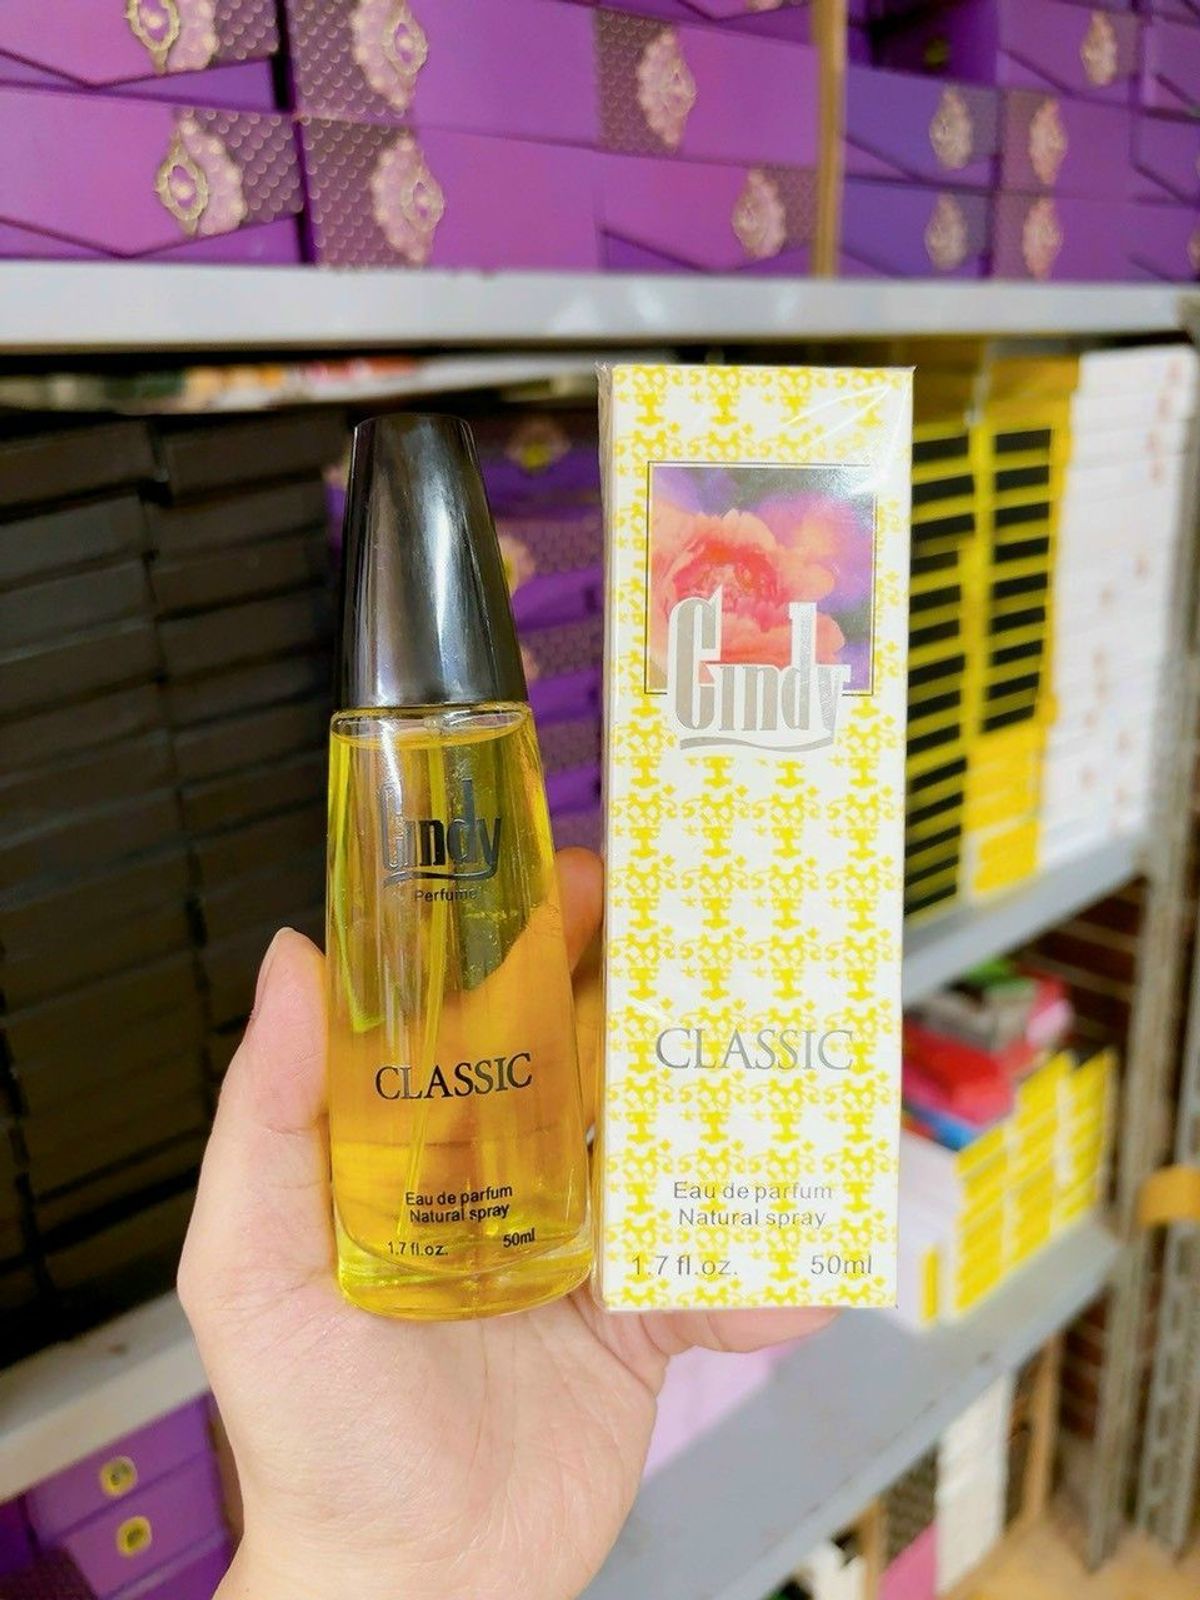 Cindy
Perfume
CLASSIC
Eau de parfum
Natural spray
1.7 fl.oz. 50ml
Cindy
CLASSIC
Eau de parfum
Natural spray
1.7 fl.oz. 50ml